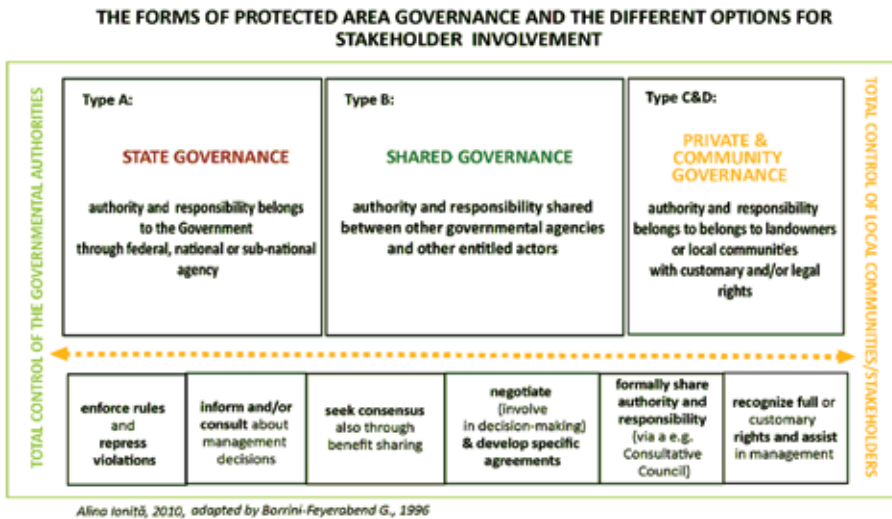 THE FORMS OF PROTECTED AREA GOVERNANCE AND THE DIFFERENT OPTIONS FOR
STAKEHOLDER INVOLVEMENT
TOTAL CONTROL OF THE GOVERNMENTAL AUTHORITIES
Type A:
STATE GOVERNANCE
authority and responsibility belongs
to the Government
through federal, national or sub-national
agency
Type B:
SHARED GOVERNANCE
authority and responsibility shared
between other governmental agencies
and other entitled actors
Type C&D:
PRIVATE &
COMMUNITY
GOVERNANCE
authority and responsibility
belongs to belongs to landowners
or local communities
with customary and/or legal
rights
TOTAL CONTROL OF LOCAL COMMUNITIES/STAKEHOLDERS
enforce rules
and
repress
violations
inform and/or
consult about
management
decisions
seek consensus
also through
benefit sharing
negotiate
(involve
in decision-making)
& develop specific
agreements
formally share
authority and
responsibility
(via a e.g.
Consultative
Council)
recognize full or
customary
rights and assist
in management
Alina Ioniță, 2010, adapted by Borrini-Feyerabend G., 1996